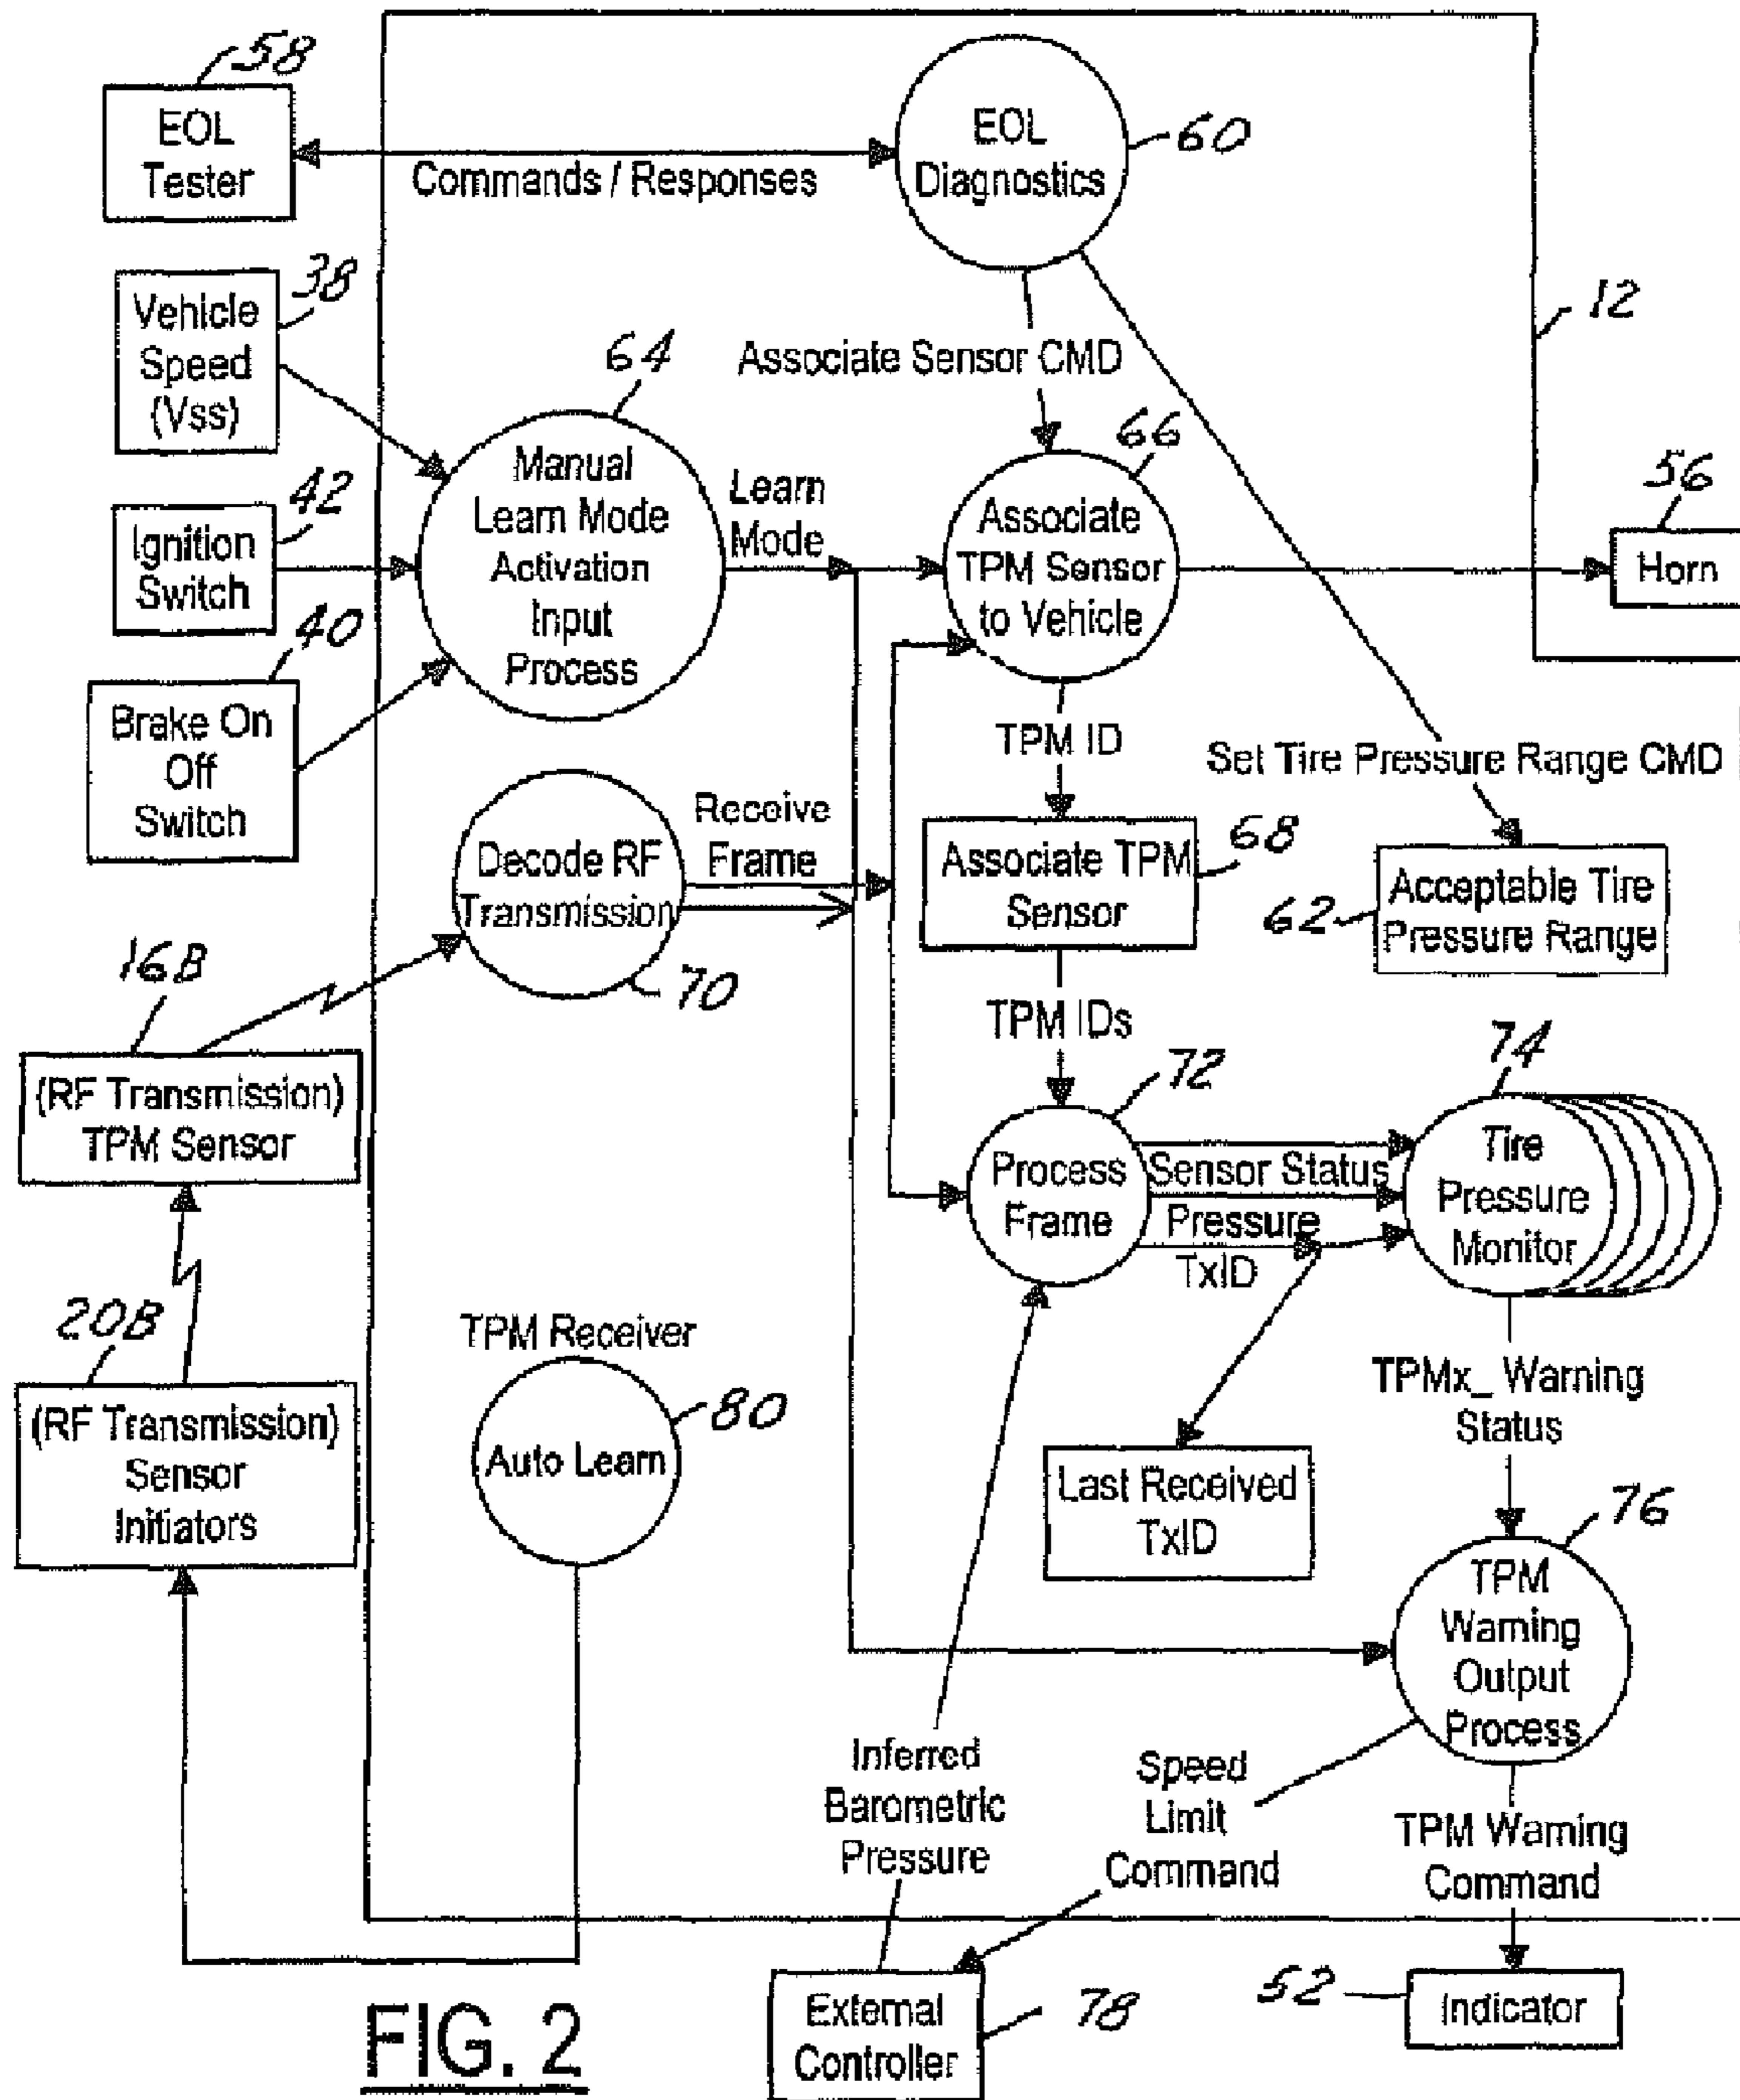 58
EOL
Tester
Commands / Responses
EOL
Diagnostics
60
38
Vehicle
Speed
(Vss)
12
Associate Sensor CMD
64
Manual
Learn Mode
Activation
Input
Process
Learn
Mode
66
Associate
TPM Sensor
to Vehicle
56
Horn
42
Ignition
Switch
40
Brake On
Off
Switch
TPM ID
Set Tire Pressure Range CMD
Receive
Frame
Decode RF
Transmission
70
68
Associate TPM
Sensor
62
Acceptable Tire
Pressure Range
16B
(RF Transmission)
TPM Sensor
TPM IDs
72
Process
Frame
Sensor Status
Pressure
TxID
74
Tire
Pressure
Monitor
20B
(RF Transmission)
Sensor
Initiators
TPM Receiver
80
Auto Learn
TPMx_ Warning
Status
Last Received
TxID
76
TPM
Warning
Output
Process
Inferred
Barometric
Pressure
Speed
Limit
Command
TPM Warning
Command
External
Controller
78
52
Indicator
FIG. 2